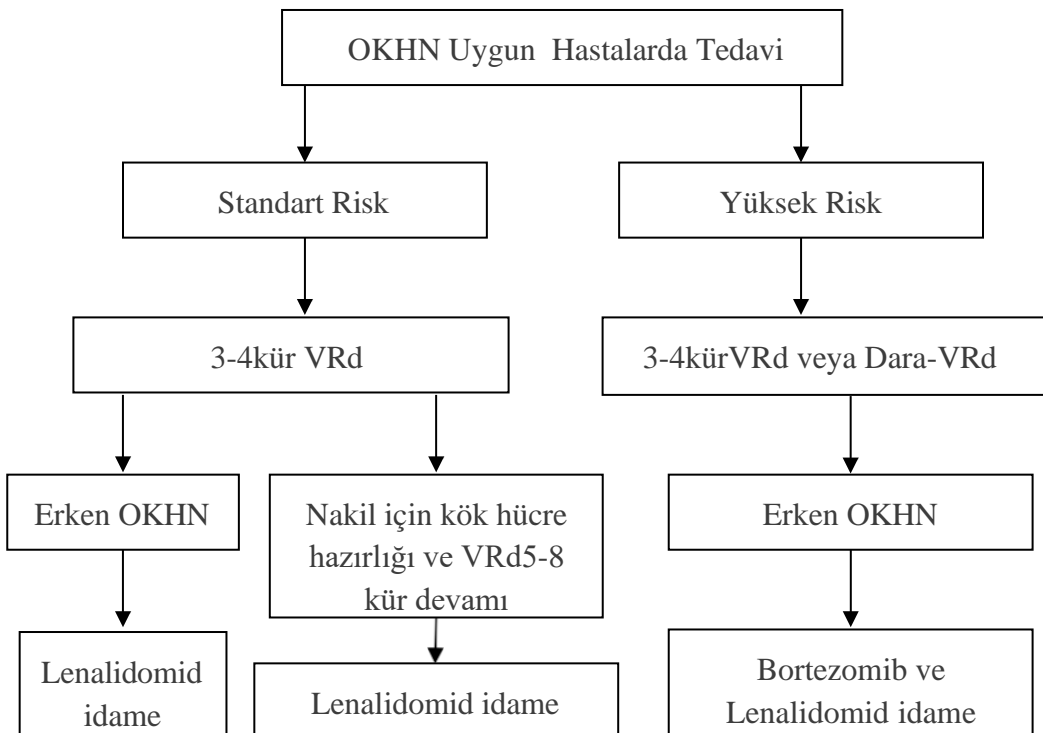 OKHN Uygun Hastalarda Tedavi
Standart Risk
Yüksek Risk
3-4kür VRd
3-4kürVRd veya Dara-VRd
Erken OKHN
Nakil için kök hücre
hazırlığı ve VRd5-8
kür devamı
Erken OKHN
Lenalidomid
idame
Lenalidomid idame
Bortezomib ve
Lenalidomid idame